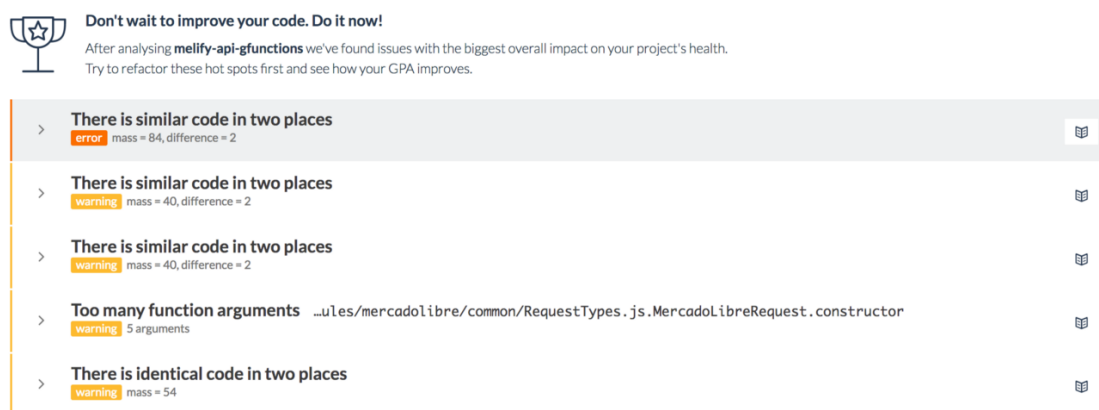 Don't wait to improve your code. Do it now!
After analysing melify-api-gfunctions we've found issues with the biggest overall impact on your project's health.
Try to refactor these hot spots first and see how your GPA improves.
There is similar code in two places
error mass = 84, difference = 2
There is similar code in two places
warning mass = 40, difference = 2
There is similar code in two places
warning mass = 40, difference = 2
Too many function arguments …ules/mercadolibre/common/RequestTypes.js.MercadoLibreRequest.constructor
warning 5 arguments
There is identical code in two places
warning mass = 54